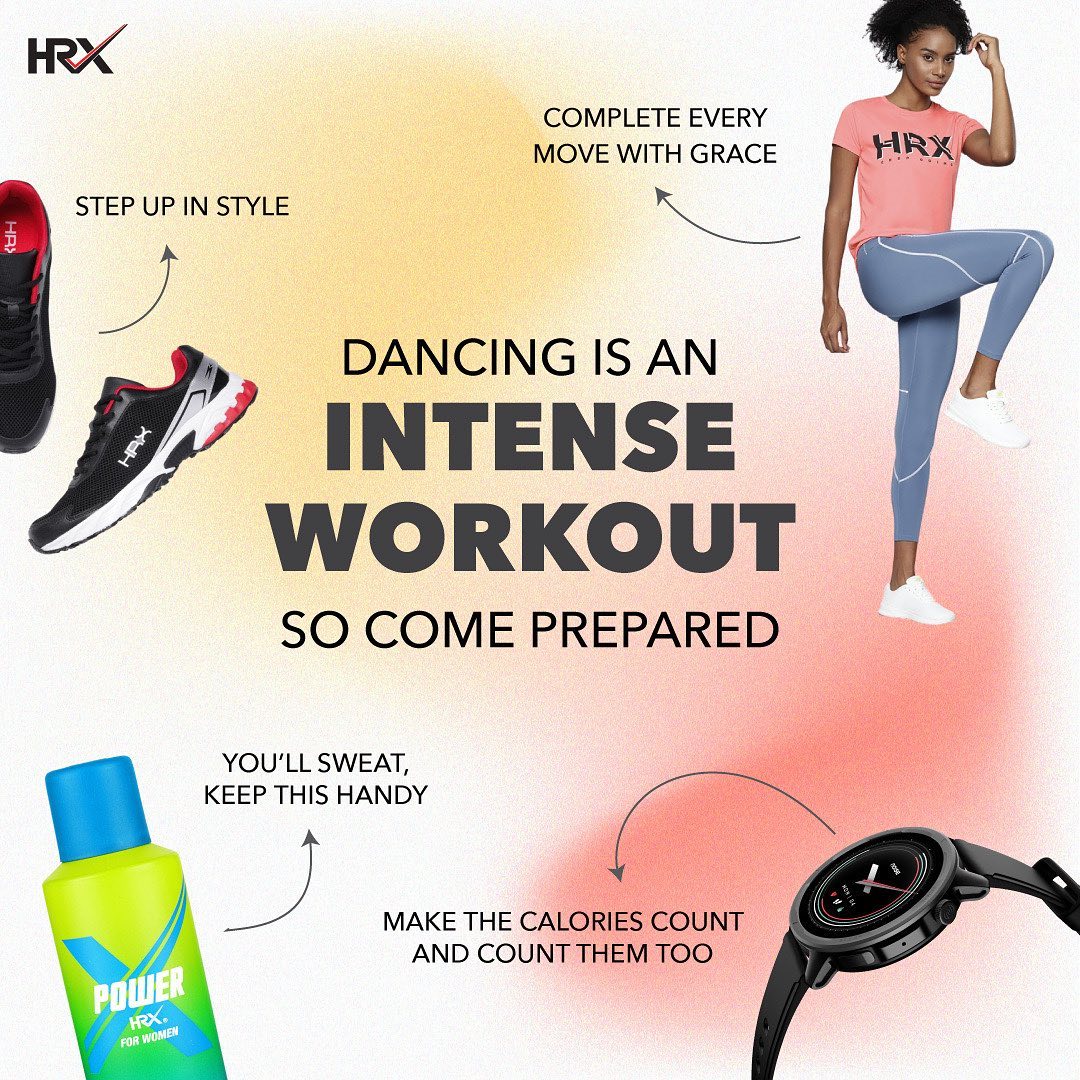 HRX
COMPLETE EVERY
MOVE WITH GRACE
HRX
STEP UP IN STYLE
HRX
HRX
DANCING IS AN
INTENSE
WORKOUT
SO COME PREPARED
YOU'LL SWEAT,
KEEP THIS HANDY
POWER
HRX®
FOR WOMEN
MAKE THE CALORIES COUNT
AND COUNT THEM TOO
noise